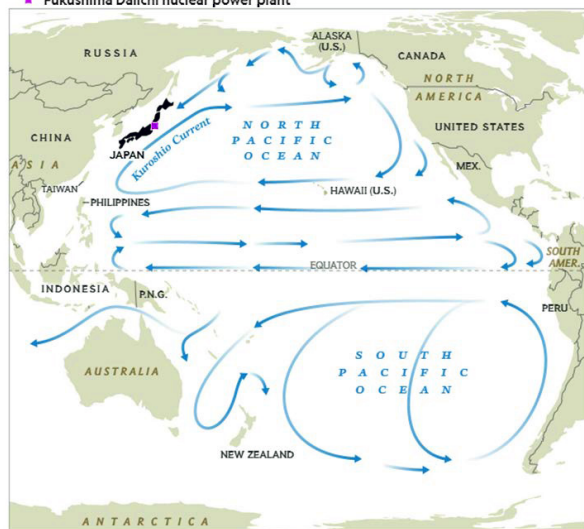 Fukushima Daiichi nuclear power plant
ALASKA
(U.S.)
RUSSIA
CANADA
NORTH
AMERICA
NORTH
PACIFIC
OCEAN
UNITED STATES
CHINA
JAPAN
Kuroshio Current
ASIA
MEX.
TAIWAN
HAWAII (U.S.)
PHILIPPINES
SOUTH
AMER.
EQUATOR
INDONESIA
P.N.G.
PERU
SOUTH
PACIFIC
OCEAN
AUSTRALIA
NEW ZEALAND
ANTARCTICA